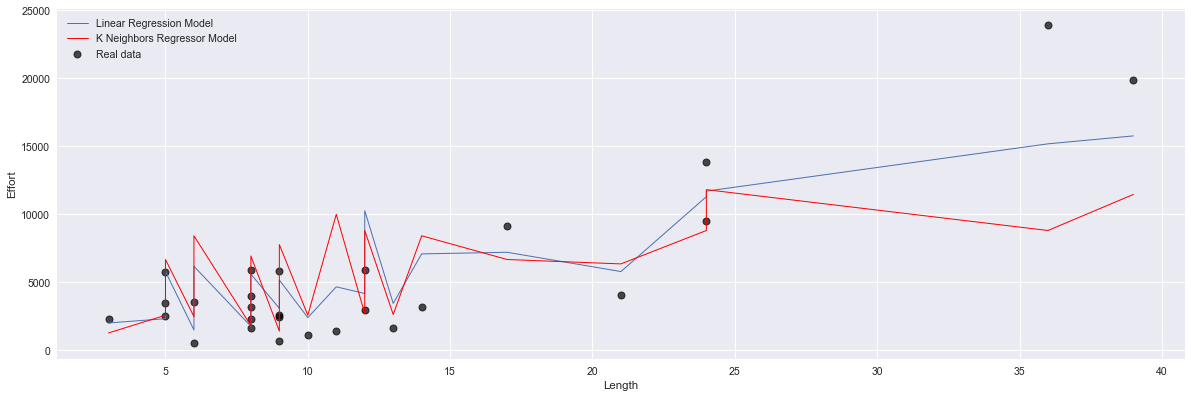 Linear Regression Model
K Neighbors Regressor Model
Real data
25000
20000
15000
10000
5000
0
Effort
5 10 15 20 25 30 35 40
Length